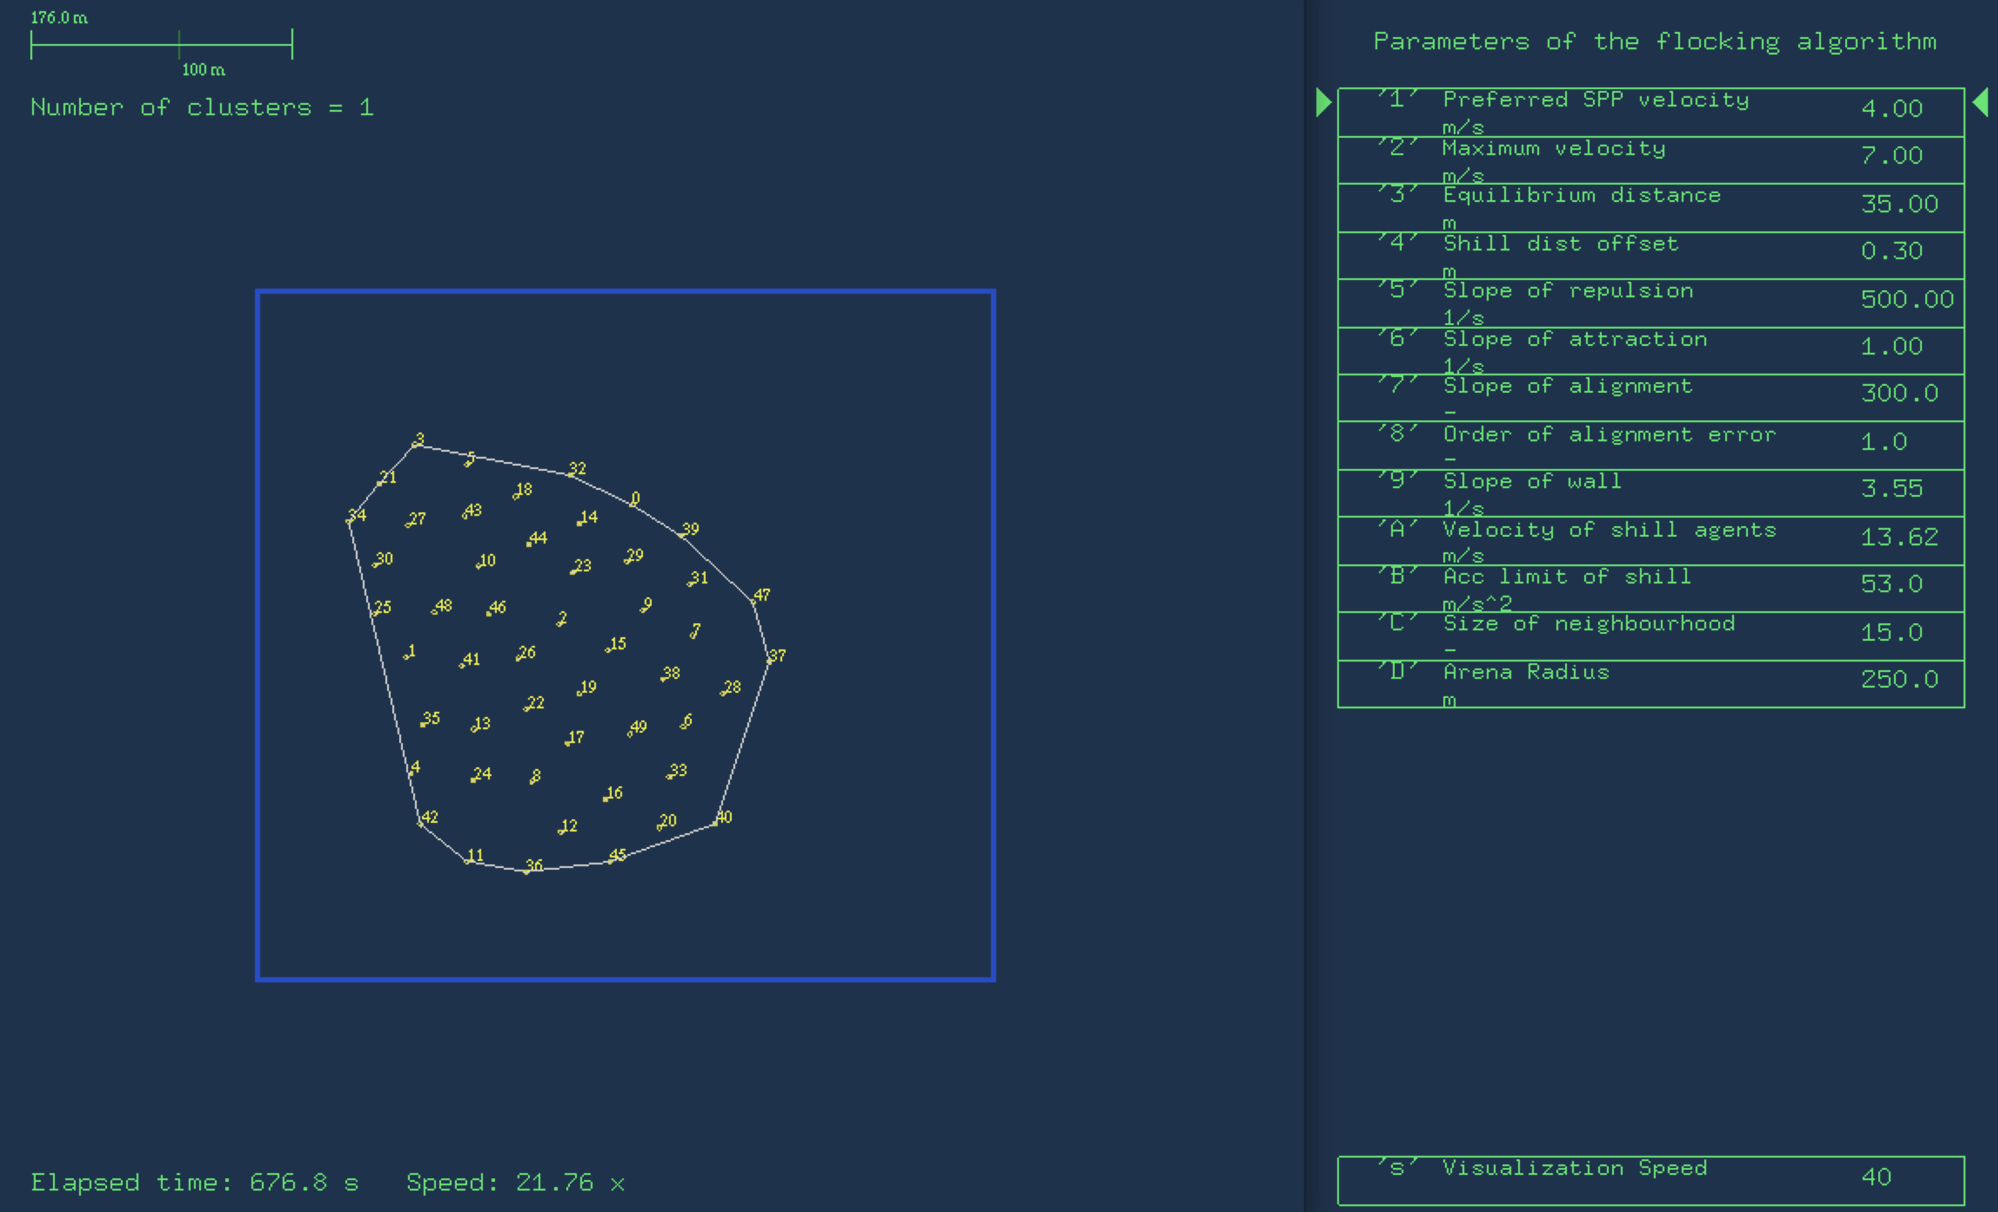 176.0 m
100 m
Number of clusters = 1
3
5
32
21
18
0
34
27
43
14
39
44
30
10
23
29
31
25
48
46
2
9
47
1
41
26
15
7
37
38
19
28
22
35
13
17
49
6
4
24
8
33
16
42
12
20
40
11
36
45
Elapsed time: 676.8 s Speed: 21.76 x
Parameters of the flocking algorithm
'1' Preferred SPP velocity 4.00
m/s
'2' Maximum velocity 7.00
m/s
'3' Equilibrium distance 35.00
m
'4' Shill dist offset 0.30
m
'5' Slope of repulsion 500.00
1/s
'6' Slope of attraction 1.00
1/s
'7' Slope of alignment 300.0
-
'8' Order of alignment error 1.0
-
'9' Slope of wall 3.55
1/s
'A' Velocity of shill agents 13.62
m/s
'B' Acc limit of shill 53.0
m/s^2
'C' Size of neighbourhood 15.0
-
'D' Arena Radius 250.0
m
's' Visualization Speed 40